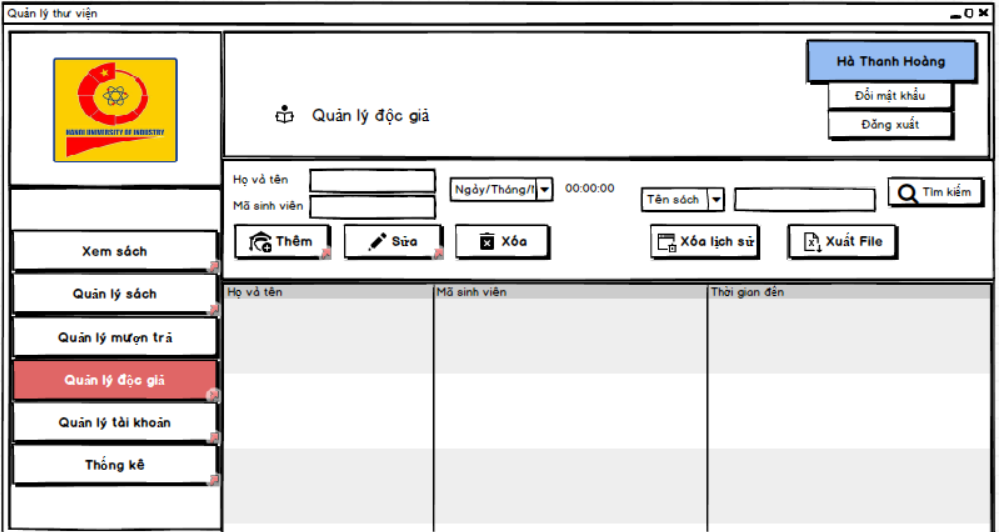 Quản lý thư viện
HANOI UNIVERSITY OF INDUSTRY
Hà Thanh Hoàng
Đổi mật khẩu
Đăng xuất
Quản lý độc giả
Họ và tên
Mã sinh viên
Ngày/Tháng/
00:00:00
Tên sách
Tìm kiếm
Thêm
Sửa
Xóa
Xóa lịch sử
Xuất File
Xem sách
Quản lý sách
Quản lý mượn trả
Quản lý độc giả
Quản lý tài khoản
Thống kê
Họ và tên
Mã sinh viên
Thời gian đến